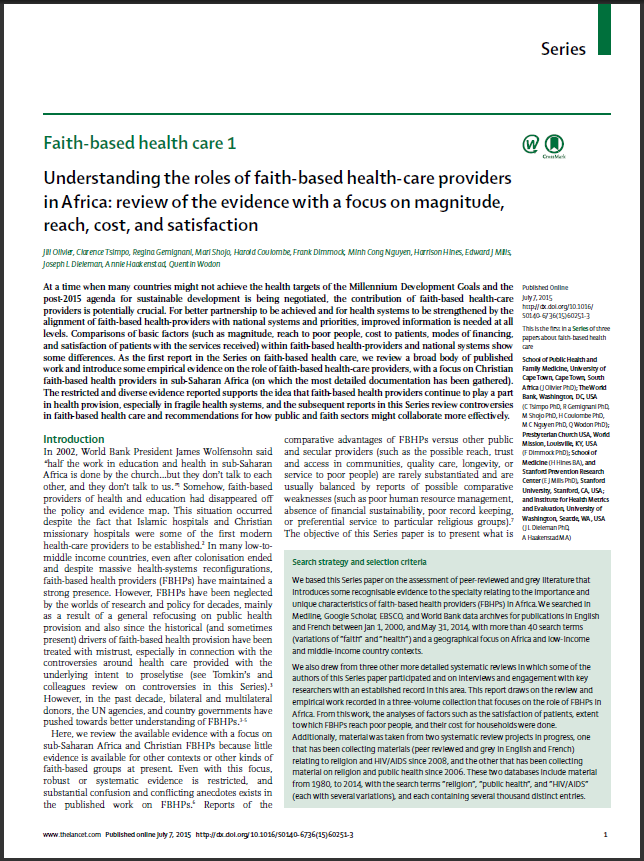 Series
Faith-based health care 1
Understanding the roles of faith-based health-care providers
in Africa: review of the evidence with a focus on magnitude,
reach, cost, and satisfaction
Jill Olivier, Clarence Tsimpo, Regina Gemignani, Mari Shojo, Harold Coulombe, Frank Dimmock, Minh Cong Nguyen, Harrison Hines, Edward J Mills,
Joseph L Dieleman, Annie Haakenstad, Quentin Wodon
At a time when many countries might not achieve the health targets of the Millennium Development Goals and the
post-2015 agenda for sustainable development is being negotiated, the contribution of faith-based health-care
providers is potentially crucial. For better partnership to be achieved and for health systems to be strengthened by the
alignment of faith-based health-providers with national systems and priorities, improved information is needed at all
levels. Comparisons of basic factors (such as magnitude, reach to poor people, cost to patients, modes of financing,
and satisfaction of patients with the services received) within faith-based health-providers and national systems show
some differences. As the first report in the Series on faith-based health care, we review a broad body of published
work and introduce some empirical evidence on the role of faith-based health-care providers, with a focus on Christian
faith-based health providers in sub-Saharan Africa (on which the most detailed documentation has been gathered).
The restricted and diverse evidence reported supports the idea that faith-based health providers continue to play a part
in health provision, especially in fragile health systems, and the subsequent reports in this Series review controversies
in faith-based health care and recommendations for how public and faith sectors might collaborate more effectively.
Introduction
In 2002, World Bank President James Wolfensohn said
"half the work in education and health in sub-Saharan
Africa is done by the church...but they don't talk to each
other, and they don't talk to us."¹ Somehow, faith-based
providers of health and education had disappeared off
the policy and evidence map. This situation occurred
despite the fact that Islamic hospitals and Christian
missionary hospitals were some of the first modern
health-care providers to be established.² In many low-to-
middle income countries, even after colonisation ended
and despite massive health-systems reconfigurations,
faith-based health providers (FBHPs) have maintained a
strong presence. However, FBHPs have been neglected
by the worlds of research and policy for decades, mainly
as a result of a general refocusing on public health
provision and also since the historical (and sometimes
present) drivers of faith-based health provision have been
treated with mistrust, especially in connection with the
controversies around health care provided with the
underlying intent to proselytise (see Tomkin's and
colleagues review on controversies in this Series).³
However, in the past decade, bilateral and multilateral
donors, the UN agencies, and country governments have
pushed towards better understanding of FBHPs.³⁻⁵
Here, we review the available evidence with a focus on
sub-Saharan Africa and Christian FBHPs because little
evidence is available for other contexts or other kinds of
faith-based groups at present. Even with this focus,
robust or systematic evidence is restricted, and
substantial confusion and conflicting anecdotes exists in
the published work on FBHPs.⁶ Reports of the
comparative advantages of FBHPs versus other public
and secular providers (such as the possible reach, trust
and access in communities, quality care, longevity, or
service to poor people) are rarely substantiated and are
usually balanced by reports of possible comparative
weaknesses (such as poor human resource management,
absence of financial sustainability, poor record keeping,
or preferential service to particular religious groups).⁷
The objective of this Series paper is to present what is
Search strategy and selection criteria
We based this Series paper on the assessment of peer-reviewed and grey literature that
introduces some recognisable evidence to the specialty relating to the importance and
unique characteristics of faith-based health providers (FBHPs) in Africa. We searched in
Medline, Google Scholar, EBSCO, and World Bank data archives for publications in English
and French between Jan 1, 2000, and May 31, 2014, with more than 40 search terms
(variations of "faith" and "health") and a geographical focus on Africa and low-income
and middle-income country contexts.
We also drew from three other more detailed systematic reviews in which some of the
authors of this Series paper participated and on interviews and engagement with key
researchers with an established record in this area. This report draws on the review and
empirical work recorded in a three-volume collection that focuses on the role of FBHPs in
Africa. From this work, the analyses of factors such as the satisfaction of patients, extent
to which FBHPs reach poor people, and their cost for households were done.
Additionally, material was taken from two systematic review projects in progress, one
that has been collecting materials (peer reviewed and grey in English and French)
relating to religion and HIV/AIDS since 2008, and the other that has been collecting
material on religion and public health since 2006. These two databases include material
from 1980, to 2014, with the search terms "religion", "public health", and "HIV/AIDS"
(each with several variations), and each containing several thousand distinct entries.
W
CrossMark
Published Online
July 7, 2015
http://dx.doi.org/10.1016/
S0140-6736(15)60251-3
This is the first in a Series of three
papers about faith-based health
care
School of Public Health and
Family Medicine, University of
Cape Town, Cape Town, South
Africa (J Olivier PhD); The World
Bank, Washington, DC, USA
(C Tsimpo PhD, R Gemignani PhD,
M Shojo PhD, H Coulombe PhD,
M C Nguyen PhD, Q Wodon PhD);
Presbyterian Church USA, World
Mission, Louisville, KY, USA
(F Dimmock PhD); School of
Medicine (H Hines BA), and
Stanford Prevention Research
Center (E J Mills PhD), Stanford
University, Stanford, CA, USA;
and Institute for Health Metrics
and Evaluation, University of
Washington, Seattle, WA, USA
(J L Dieleman PhD,
A Haakenstad MA)
www.thelancet.com Published online July 7, 2015 http://dx.doi.org/10.1016/S0140-6736(15)60251-3
1